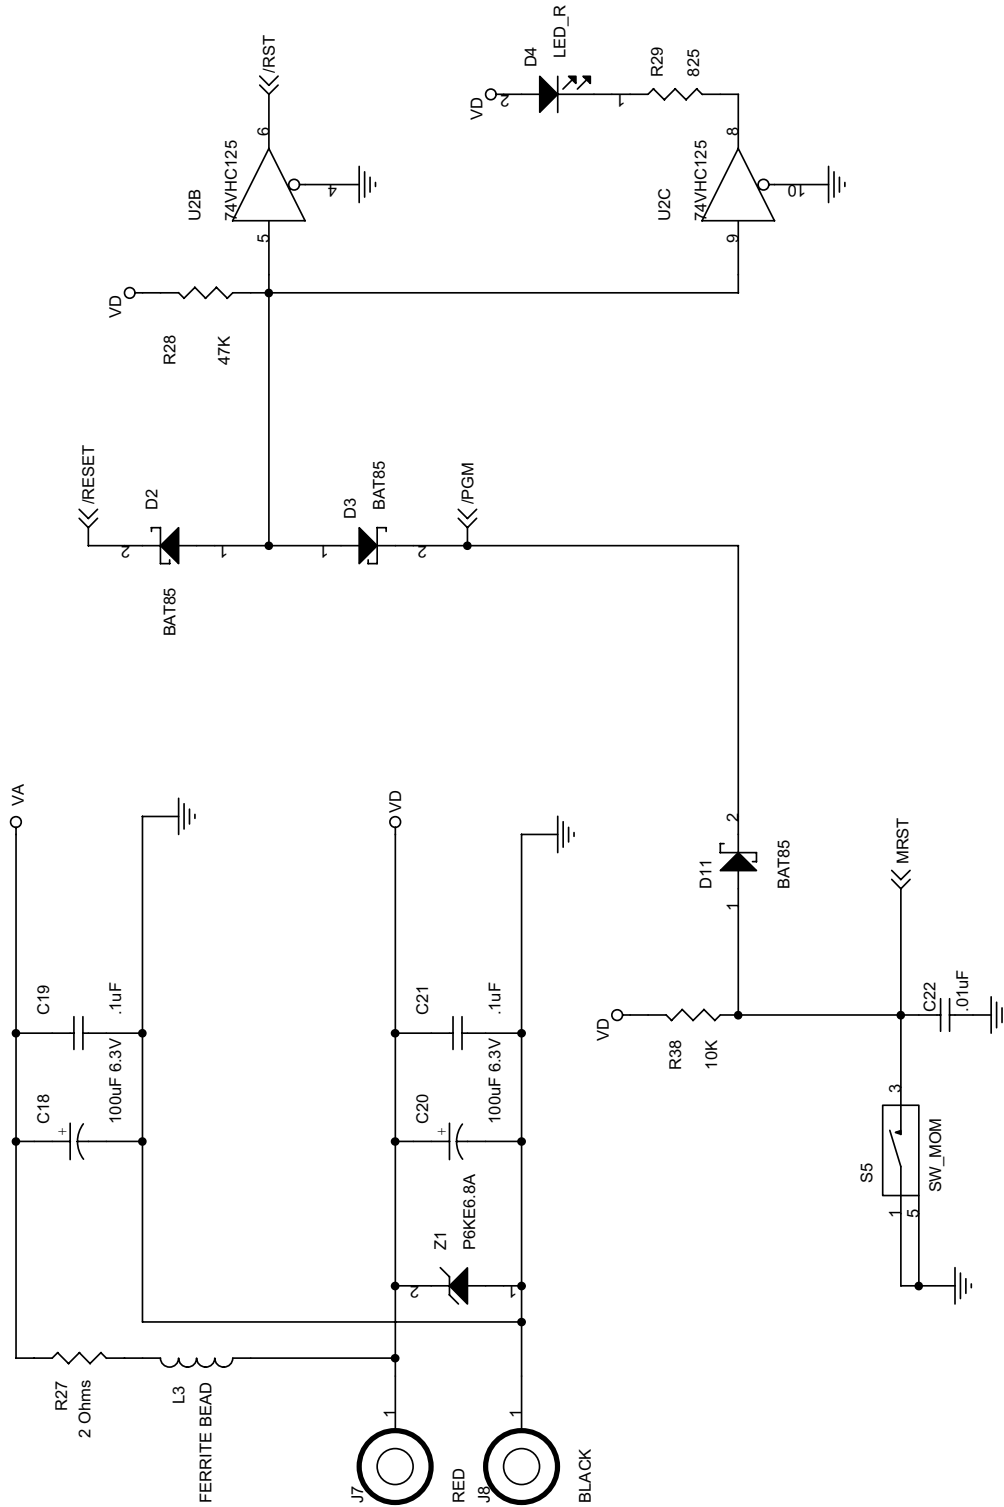 VA
C19
.1uF
C18
+
100uF 6.3V
R27
2 Ohms
L3
FERRITE BEAD
VD
C21
.1uF
C20
+
100uF 6.3V
Z1
P6KE6.8A
2
1
J7
1
RED
J8
1
BLACK
/RESET
D2
2
1
BAT85
D3
BAT85
1
2
/PGM
VD
R28
47K
/RST
U2B
74VHC125
5
6
4
VD
D4
LED_R
2
1
R29
825
U2C
74VHC125
9
8
10
D11
BAT85
1
2
VD
R38
10K
MRST
C22
.01uF
S5
SW_MOM
1
5
3